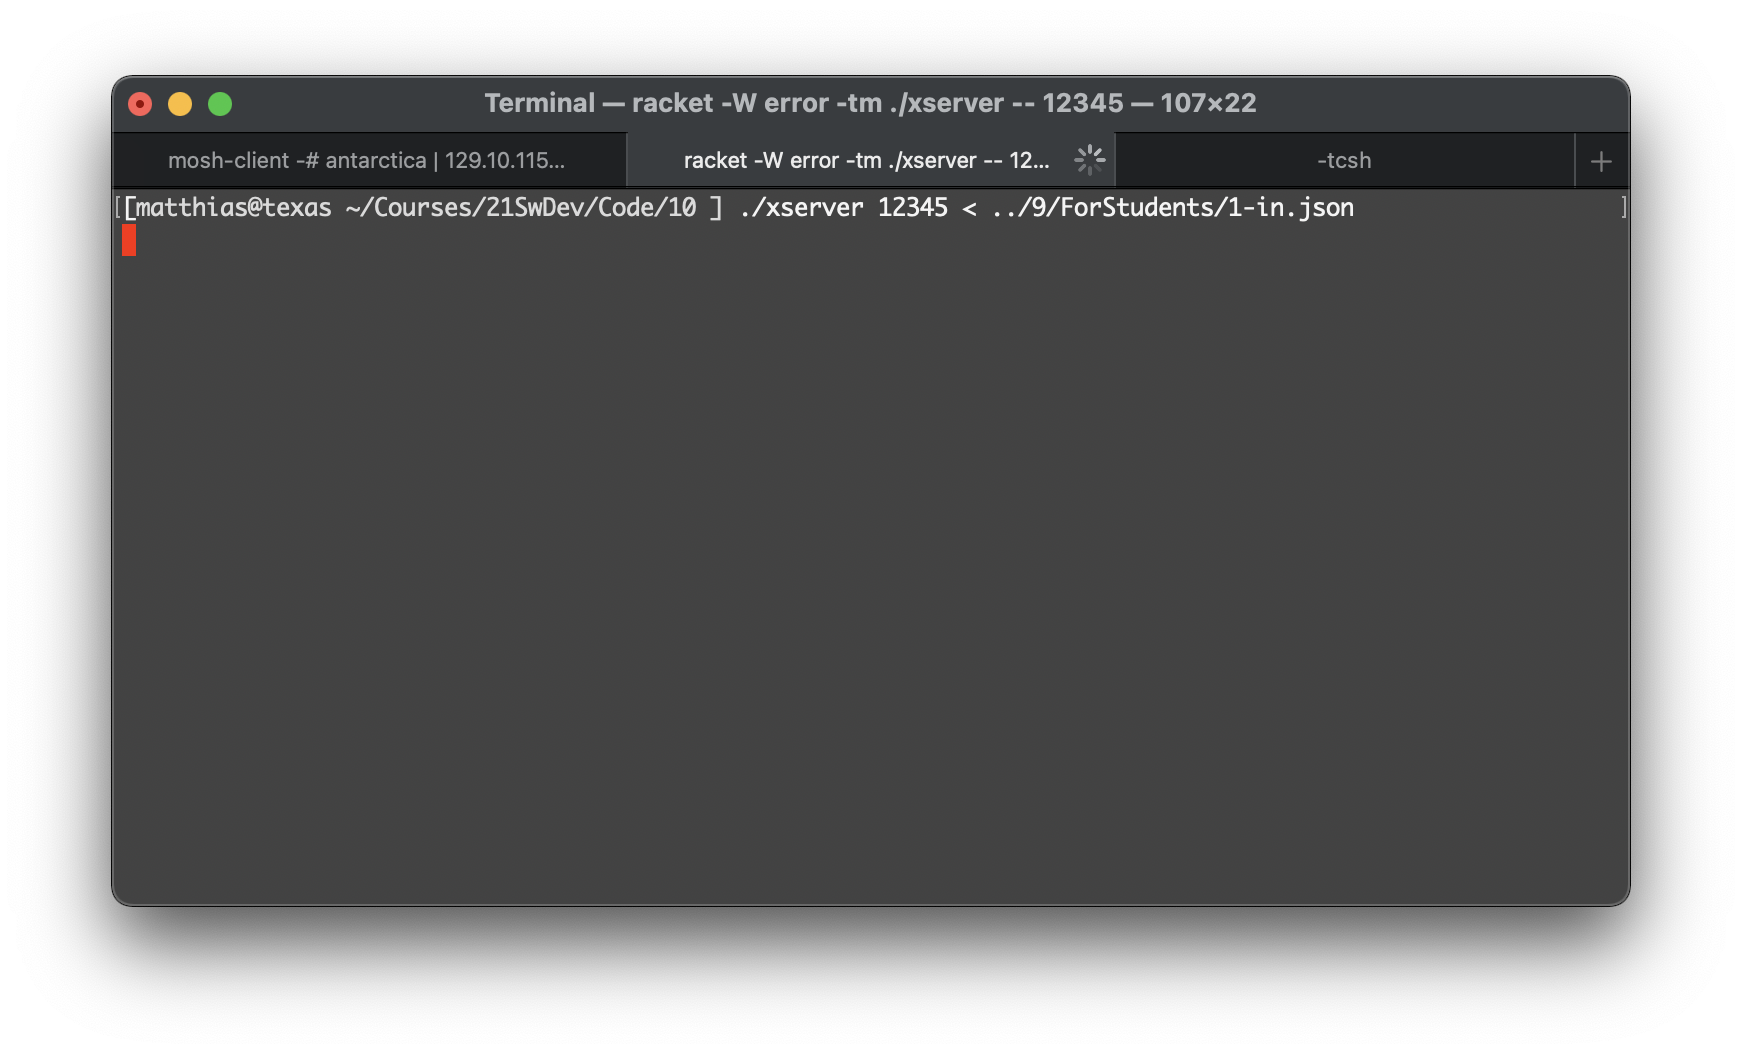 Terminal — racket -W error -tm ./xserver -- 12345 — 107×22
mosh-client -# antarctica | 129.10.115...
racket -W error -tm ./xserver -- 12...
-tcsh
+
[[matthias@texas ~/Courses/21SwDev/Code/10 ] ./xserver 12345 < ../9/ForStudents/1-in.json ]